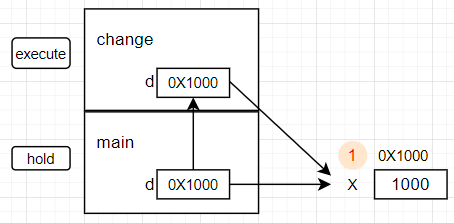 change
execute
d 0X1000
main
1 0X1000
hold
d 0X1000
X 1000